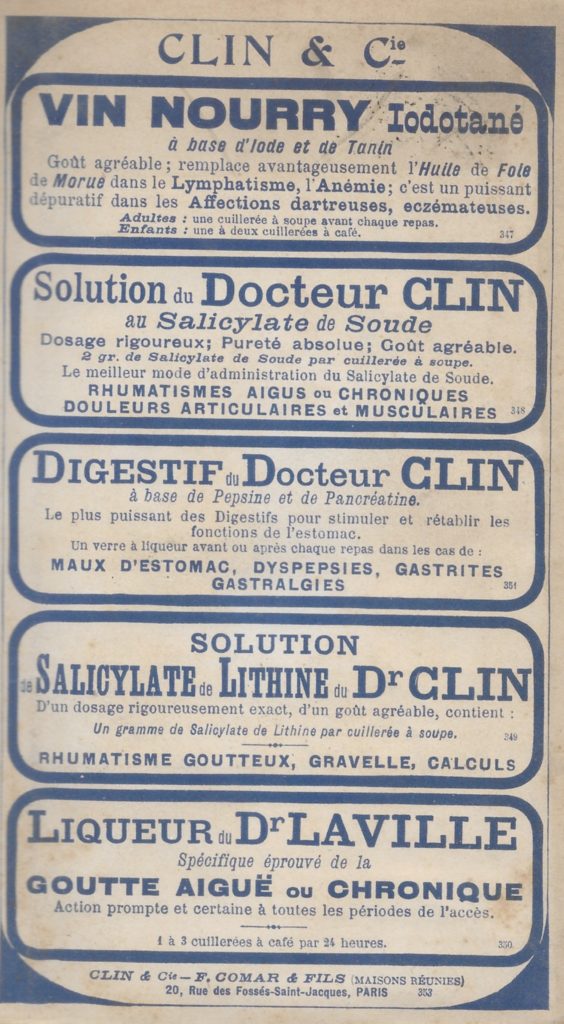 CLIN & Cie
VIN NOURRY Iodotané
à base d'Iode et de Tanin
Goût agréable; remplace avantageusement l'Huile de Foie
de Morue dans le Lymphatisme, l'Anémie; c'est un puissant
dépuratif dans les Affections dartreuses, eczémateuses.
Adultes : une cuillerée à soupe avant chaque repas.
Enfants : une à deux cuillerées à café. 347
Solution du Docteur CLIN
au Salicylate de Soude
Dosage rigoureux; Pureté absolue; Goût agréable.
2 gr. de Salicylate de Soude par cuillerée à soupe.
Le meilleur mode d'administration du Salicylate de Soude.
RHUMATISMES AIGUS ou CHRONIQUES
DOULEURS ARTICULAIRES et MUSCULAIRES 348
DIGESTIF du Docteur CLIN
à base de Pepsine et de Pancréatine.
Le plus puissant des Digestifs pour stimuler et rétablir les
fonctions de l'estomac.
Un verre à liqueur avant ou après chaque repas dans les cas de :
MAUX D'ESTOMAC, DYSPEPSIES, GASTRITES
GASTRALGIES 351
SOLUTION
de SALICYLATE de LITHINE du Dr CLIN
D'un dosage rigoureusement exact, d'un goût agréable, contient :
Un gramme de Salicylate de Lithine par cuillerée à soupe. 349
RHUMATISME GOUTTEUX, GRAVELLE, CALCULS
LIQUEUR du Dr LAVILLE
Spécifique éprouvé de la
GOUTTE AIGUË OU CHRONIQUE
Action prompte et certaine à toutes les périodes de l'accès.
1 à 3 cuillerées à café par 24 heures. 350
CLIN & Cie — F. COMAR & FILS (MAISONS RÉUNIES)
20, Rue des Fossés-Saint-Jacques, PARIS 353